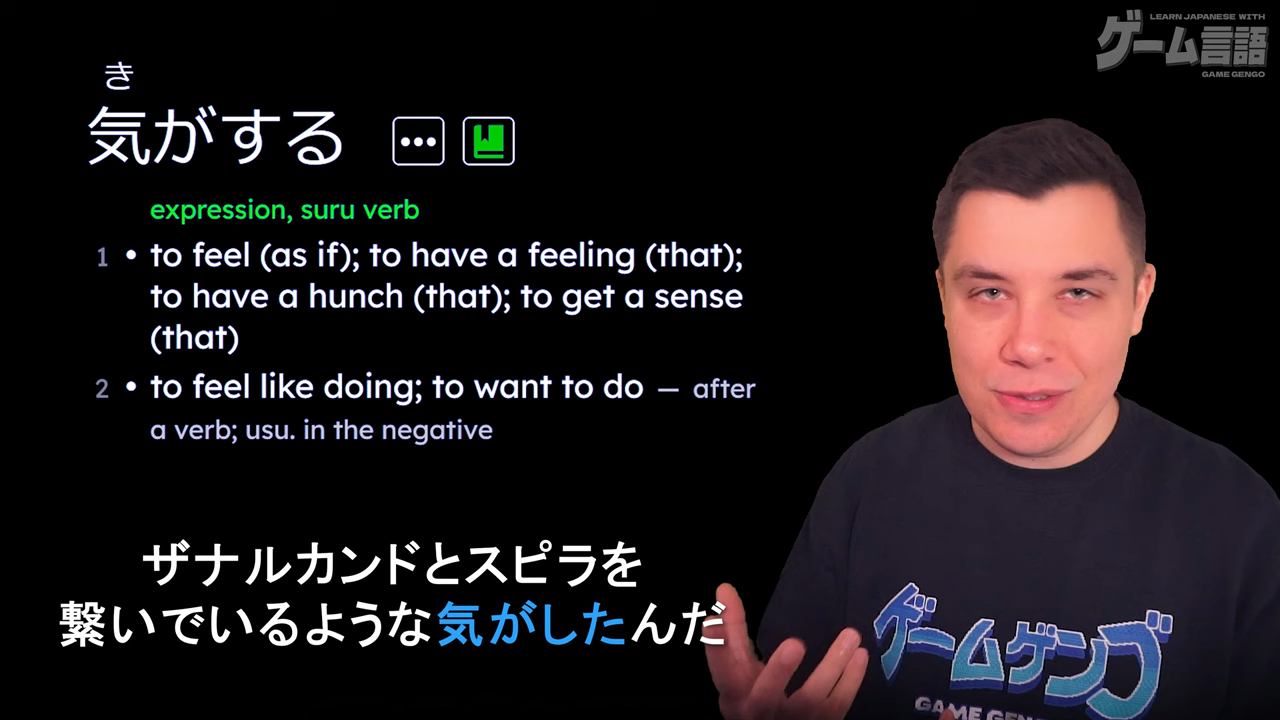 LEARN JAPANESE WITH
ゲーム言語
GAME GENGO
き
気がする
expression, suru verb
1 • to feel (as if); to have a feeling (that);
to have a hunch (that); to get a sense
(that)
2 • to feel like doing; to want to do — after
a verb; usu. in the negative
ザナルカンドとスピラを
繋いでいるような気がしたんだ
ゲームゲンゴ
GAME GENGO